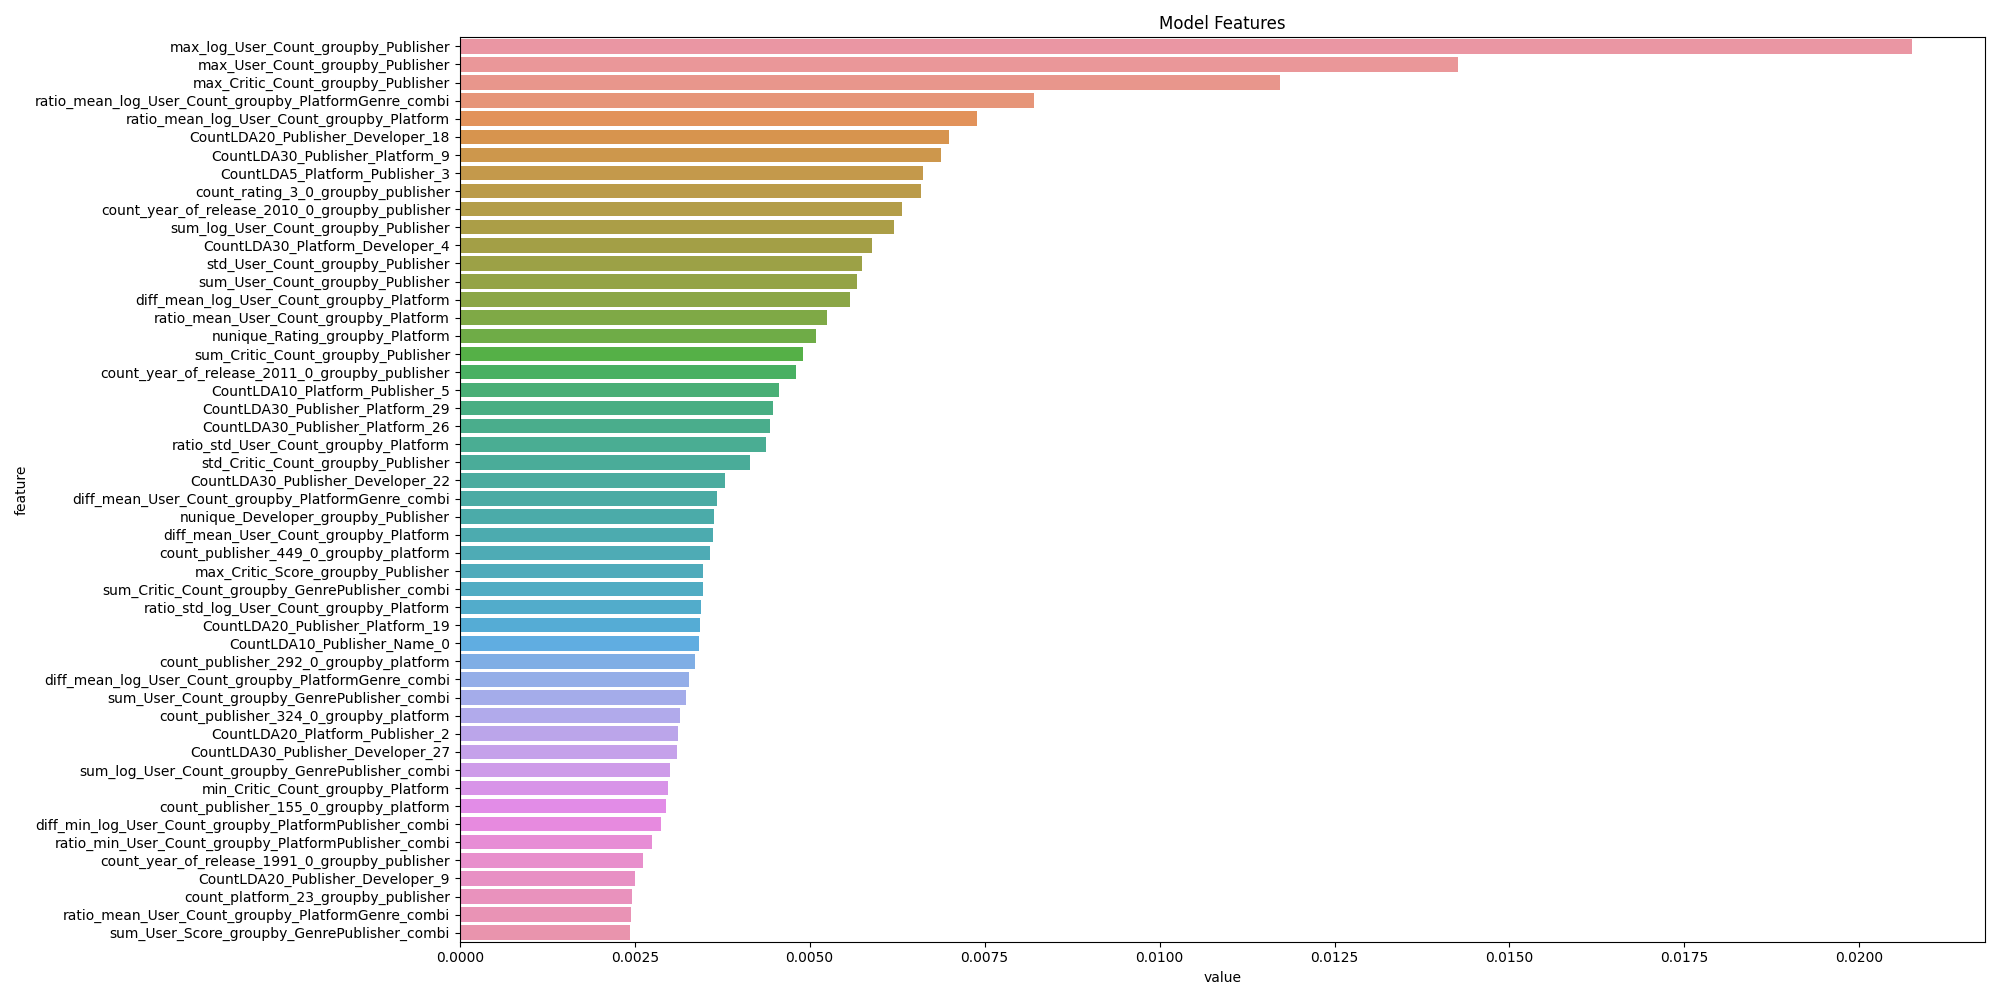 Model Features
max_log_User_Count_groupby_Publisher
max_User_Count_groupby_Publisher
max_Critic_Count_groupby_Publisher
ratio_mean_log_User_Count_groupby_PlatformGenre_combi
ratio_mean_log_User_Count_groupby_Platform
CountLDA20_Publisher_Developer_18
CountLDA30_Publisher_Platform_9
CountLDA5_Platform_Publisher_3
count_rating_3_0_groupby_publisher
count_year_of_release_2010_0_groupby_publisher
sum_log_User_Count_groupby_Publisher
CountLDA30_Platform_Developer_4
std_User_Count_groupby_Publisher
sum_User_Count_groupby_Publisher
diff_mean_log_User_Count_groupby_Platform
ratio_mean_User_Count_groupby_Platform
nunique_Rating_groupby_Platform
sum_Critic_Count_groupby_Publisher
count_year_of_release_2011_0_groupby_publisher
CountLDA10_Platform_Publisher_5
CountLDA30_Publisher_Platform_29
CountLDA30_Publisher_Platform_26
ratio_std_User_Count_groupby_Platform
std_Critic_Count_groupby_Publisher
CountLDA30_Publisher_Developer_22
diff_mean_User_Count_groupby_PlatformGenre_combi
nunique_Developer_groupby_Publisher
diff_mean_User_Count_groupby_Platform
count_publisher_449_0_groupby_platform
max_Critic_Score_groupby_Publisher
sum_Critic_Count_groupby_GenrePublisher_combi
ratio_std_log_User_Count_groupby_Platform
CountLDA20_Publisher_Platform_19
CountLDA10_Publisher_Name_0
count_publisher_292_0_groupby_platform
diff_mean_log_User_Count_groupby_PlatformGenre_combi
sum_User_Count_groupby_GenrePublisher_combi
count_publisher_324_0_groupby_platform
CountLDA20_Platform_Publisher_2
CountLDA30_Publisher_Developer_27
sum_log_User_Count_groupby_GenrePublisher_combi
min_Critic_Count_groupby_Platform
count_publisher_155_0_groupby_platform
diff_min_log_User_Count_groupby_PlatformPublisher_combi
ratio_min_User_Count_groupby_PlatformPublisher_combi
count_year_of_release_1991_0_groupby_publisher
CountLDA20_Publisher_Developer_9
count_platform_23_groupby_publisher
ratio_mean_User_Count_groupby_PlatformGenre_combi
sum_User_Score_groupby_GenrePublisher_combi
feature
0.0000 0.0025 0.0050 0.0075 0.0100 0.0125 0.0150 0.0175 0.0200
value